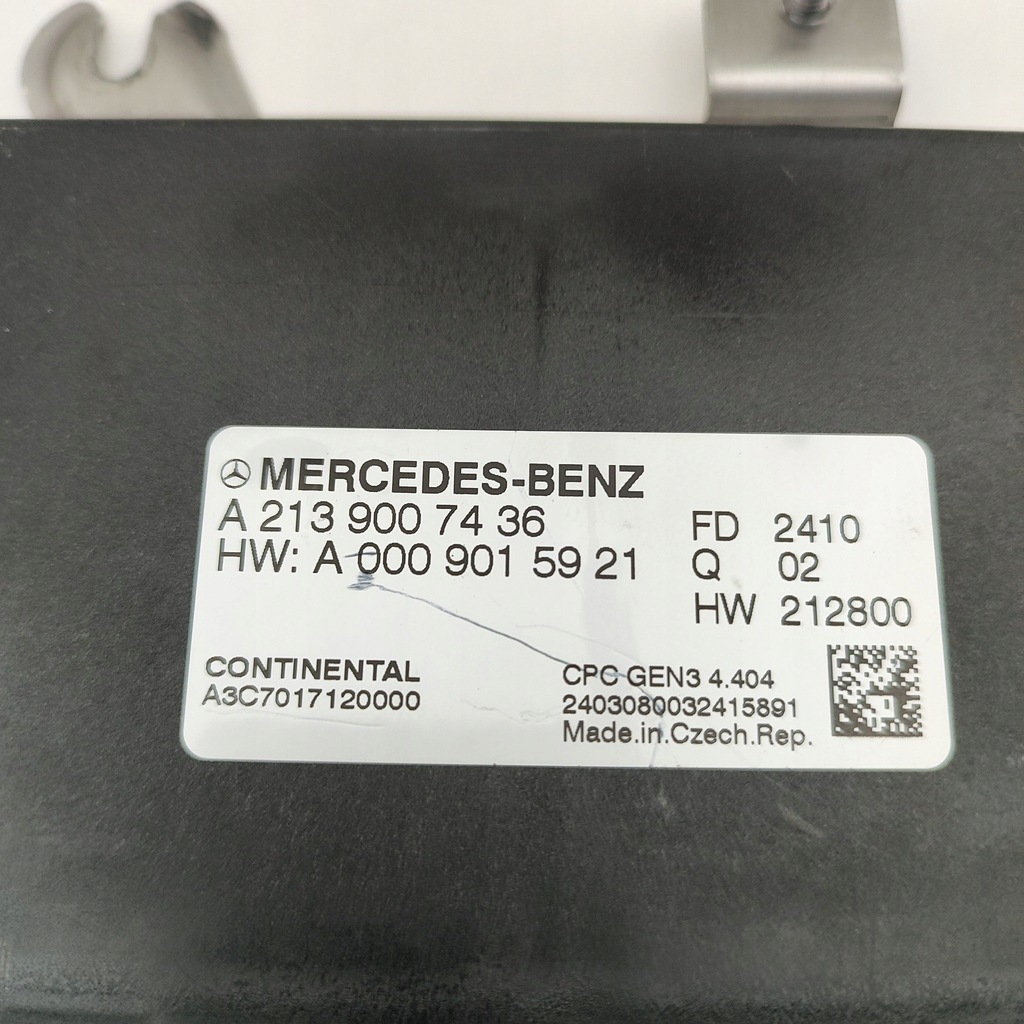 MERCEDES-BENZ
A 213 900 74 36
HW: A 000 901 59 21
FD 2410
Q 02
HW 212800
CONTINENTAL
A3C7017120000
CPC GEN3 4.404
2403080032415891
Made.in.Czech.Rep.